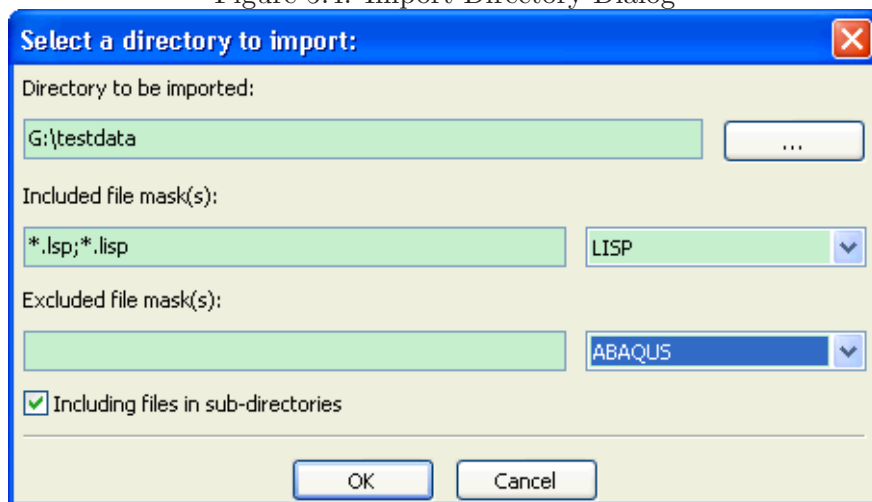 Select a directory to import:
Directory to be imported:
G:\testdata
...
Included file mask(s):
*.lsp;*.lisp
LISP
Excluded file mask(s):
ABAQUS
Including files in sub-directories
OK
Cancel